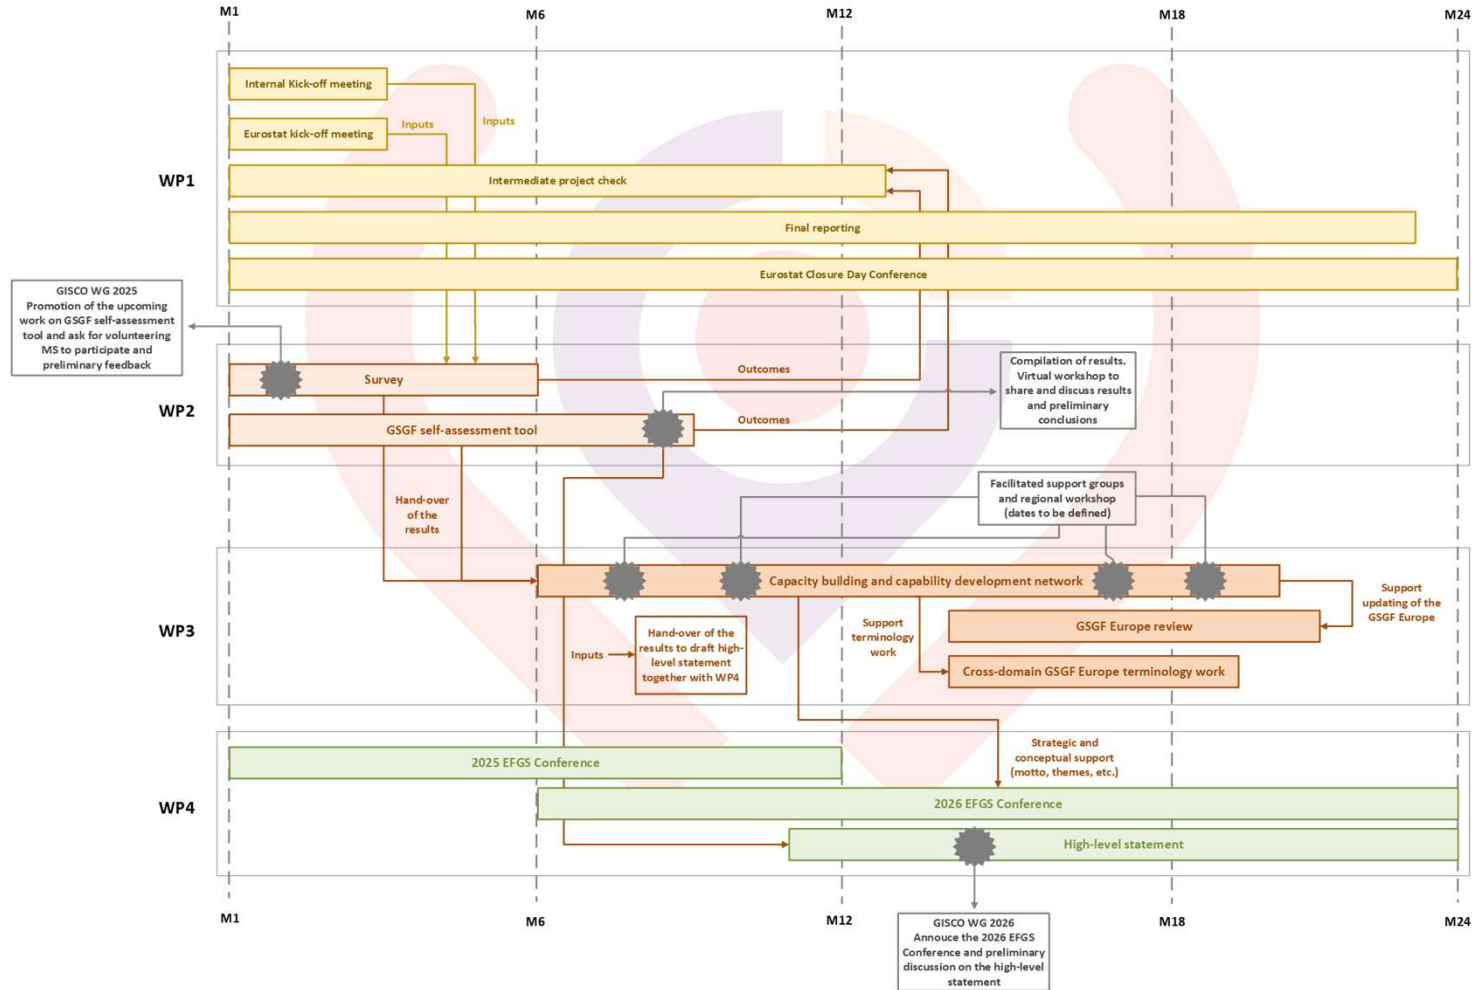 M1
M6
M12
M18
M24
Internal Kick-off meeting
Inputs
Eurostat kick-off meeting
Inputs
WP1
Intermediate project check
Final reporting
Eurostat Closure Day Conference
GISCO WG 2025
Promotion of the upcoming
work on GSGF self-assessment
tool and ask for volunteering
MS to participate and
preliminary feedback
WP2
Survey
Outcomes
GSGF self-assessment tool
Outcomes
Compilation of results.
Virtual workshop to
share and discuss results
and preliminary
conclusions
Hand-over
of the
results
Facilitated support groups
and regional workshop
(dates to be defined)
WP3
Capacity building and capability development network
Support
updating of the
GSGF Europe
GSGF Europe review
Support
terminology
work
Inputs
Hand-over of the
results to draft high-
level statement
together with WP4
Cross-domain GSGF Europe terminology work
Strategic and
conceptual support
(motto, themes, etc.)
WP4
2025 EFGS Conference
2026 EFGS Conference
High-level statement
M1
M6
M12
M18
M24
GISCO WG 2026
Annouce the 2026 EFGS
Conference and preliminary
discussion on the high-level
statement